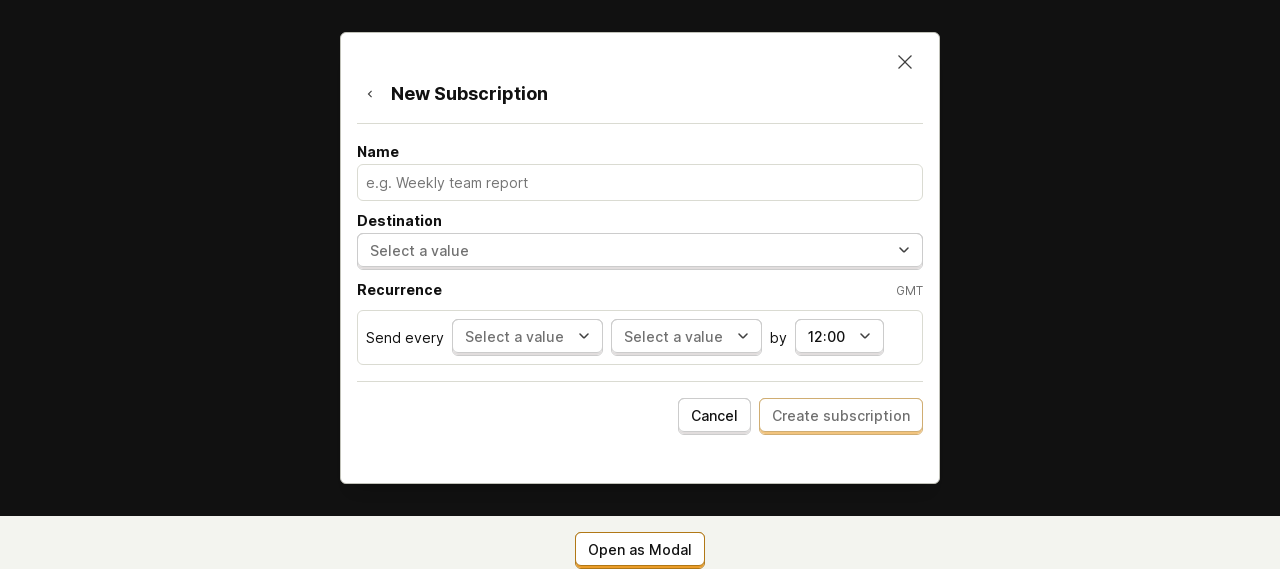 New Subscription
Name
e.g. Weekly team report
Destination
Select a value
Recurrence GMT
Send every Select a value Select a value by 12:00
Cancel Create subscription
Open as Modal